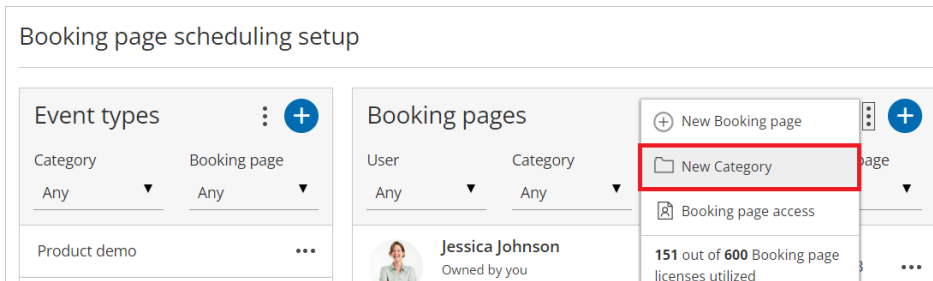 Booking page scheduling setup
Event types
Category Booking page
Any Any
Product demo
Booking pages
User Category
Any Any
Jessica Johnson
Owned by you
New Booking page
New Category
Booking page access
151 out of 600 Booking page
licenses utilized